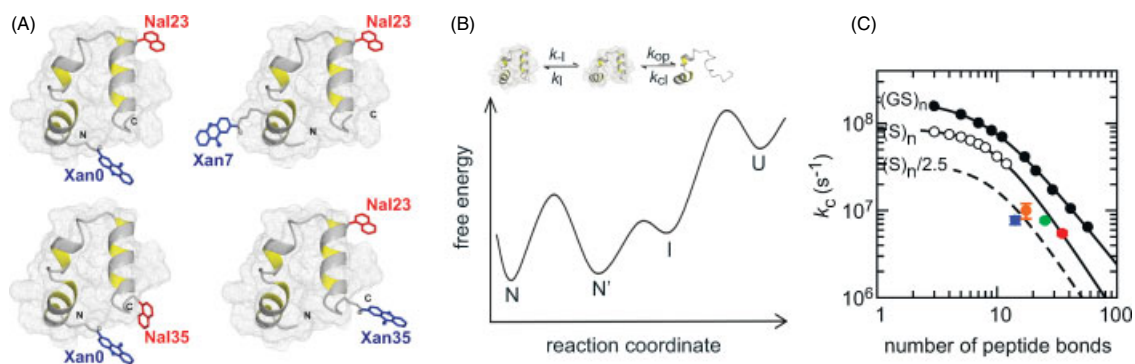 (A)
Nal23
Nal23
N
C
Xan0
N
C
Xan7
Nal23
N
C
Nal35
Xan0
N
C
Xan35
(B)
k-I
kI
kop
kcl
free energy
N
N'
I
U
reaction coordinate
(C)
kc (s-1)
10^8
10^7
10^6
(GS)n
(S)n
(S)n/2.5
1
10
100
number of peptide bonds